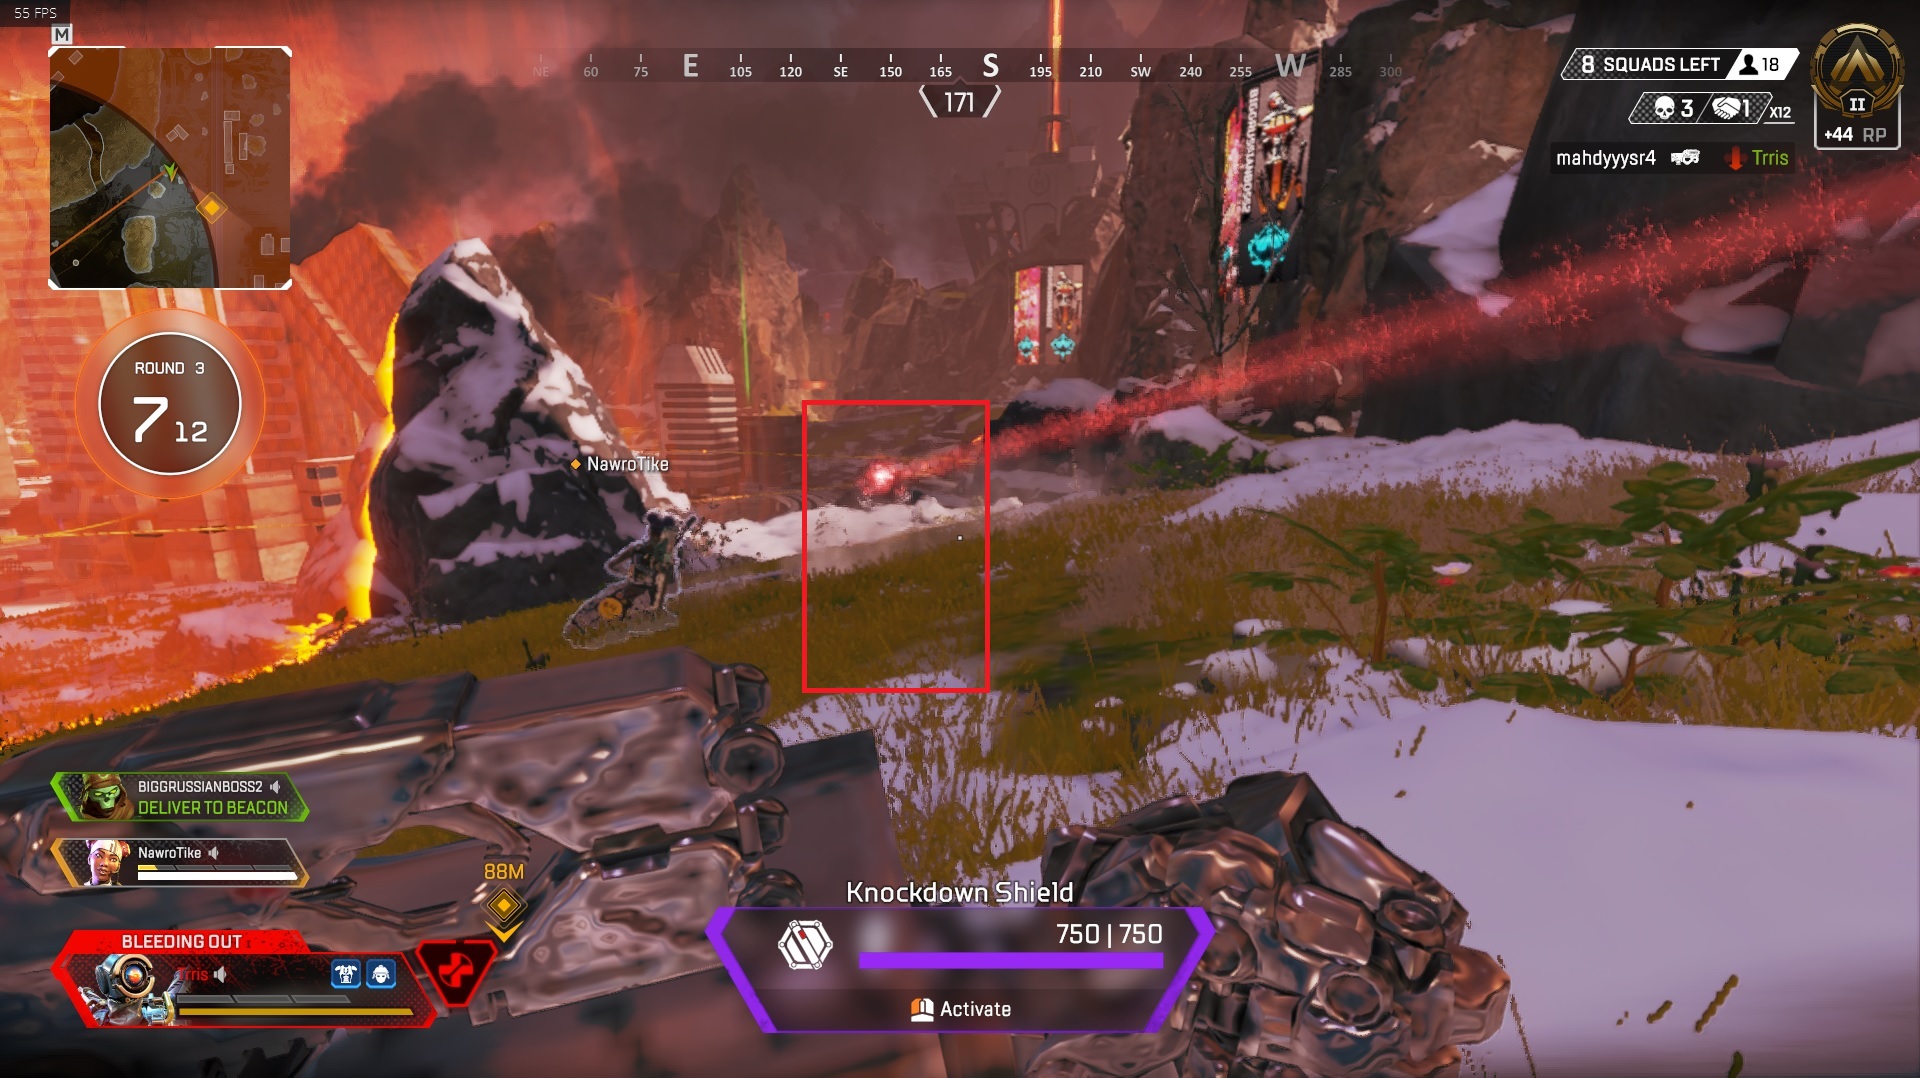 55 FPS
M
NE 60 75 E 105 120 SE 150 165 S 195 210 SW 240 255 W 285 300
171
8 SQUADS LEFT 18
3 1 X12
II
+44 RP
mahdyyysr4 Trris
ROUND 3
7 12
NawroTike
BIGGRUSSIANBOSS2
DELIVER TO BEACON
NawroTike
88M
BLEEDING OUT
Trris
Knockdown Shield
750 | 750
Activate